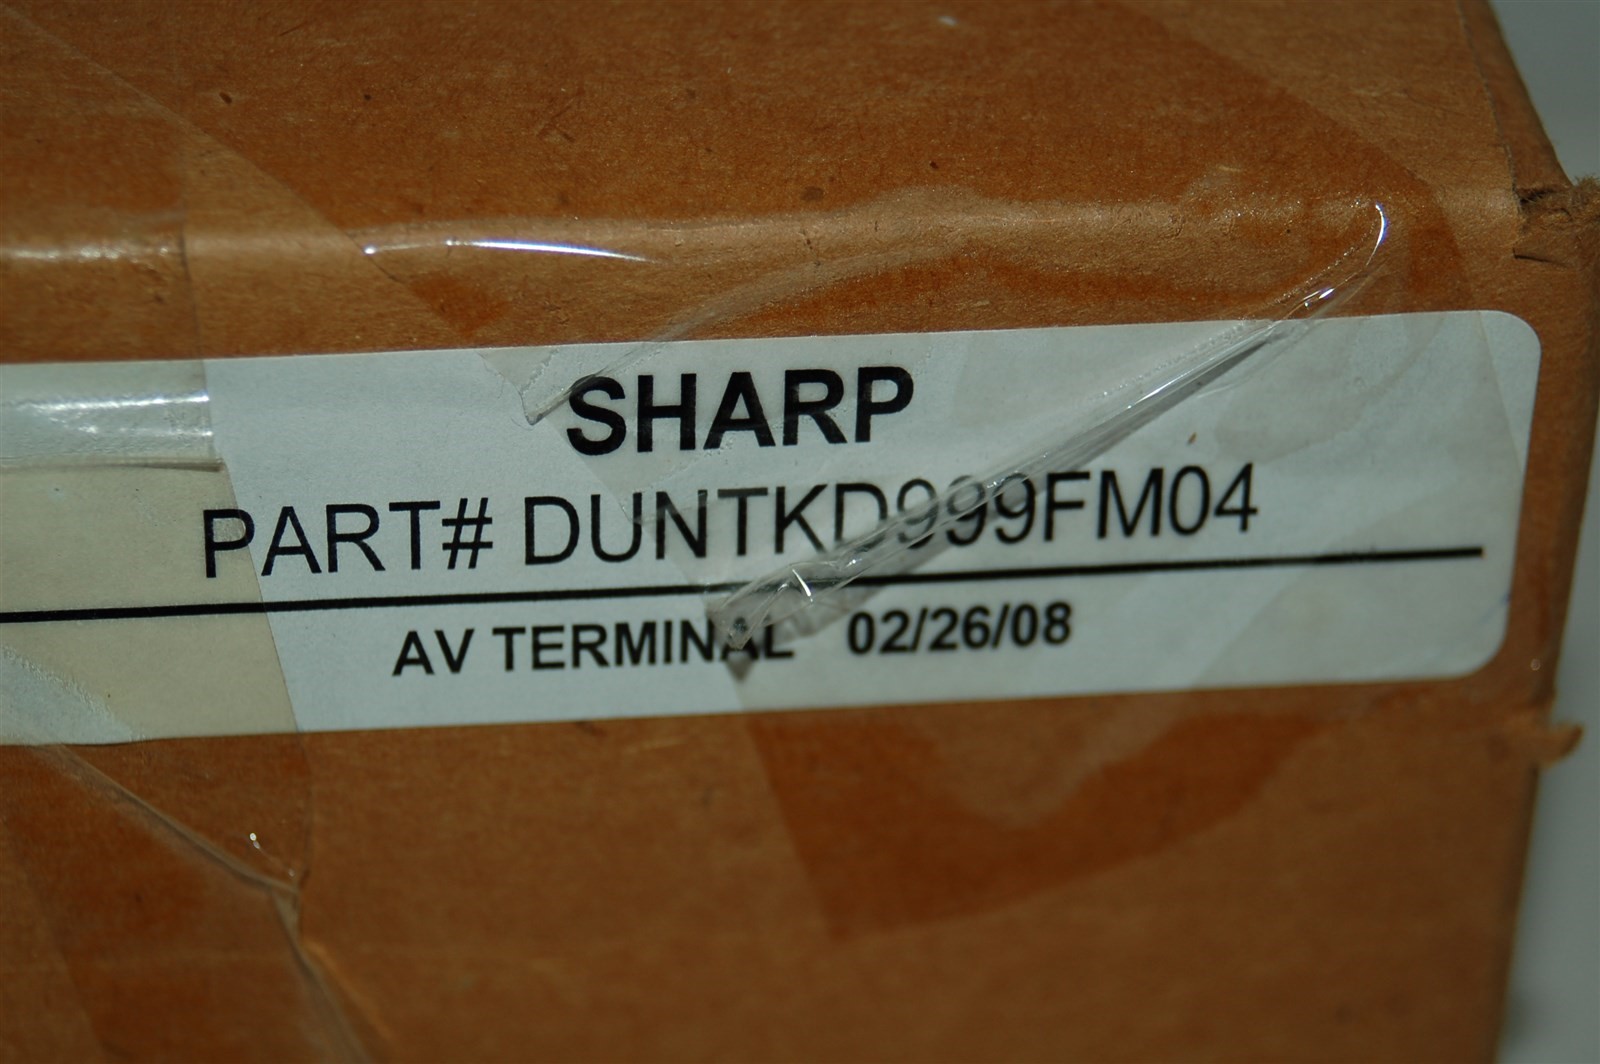 SHARP
PART# DUNTKD999FM04
AV TERMINAL 02/26/08